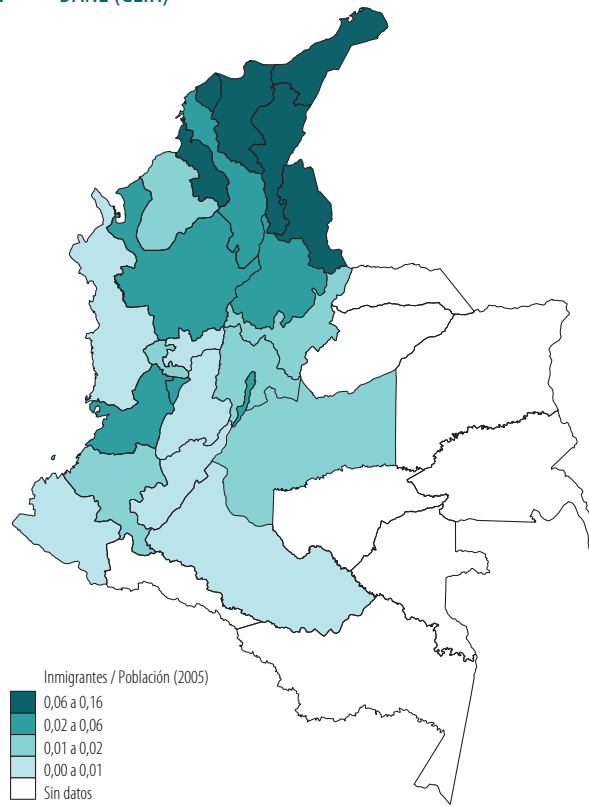 Inmigrantes / Población (2005)
0,06 a 0,16
0,02 a 0,06
0,01 a 0,02
0,00 a 0,01
Sin datos